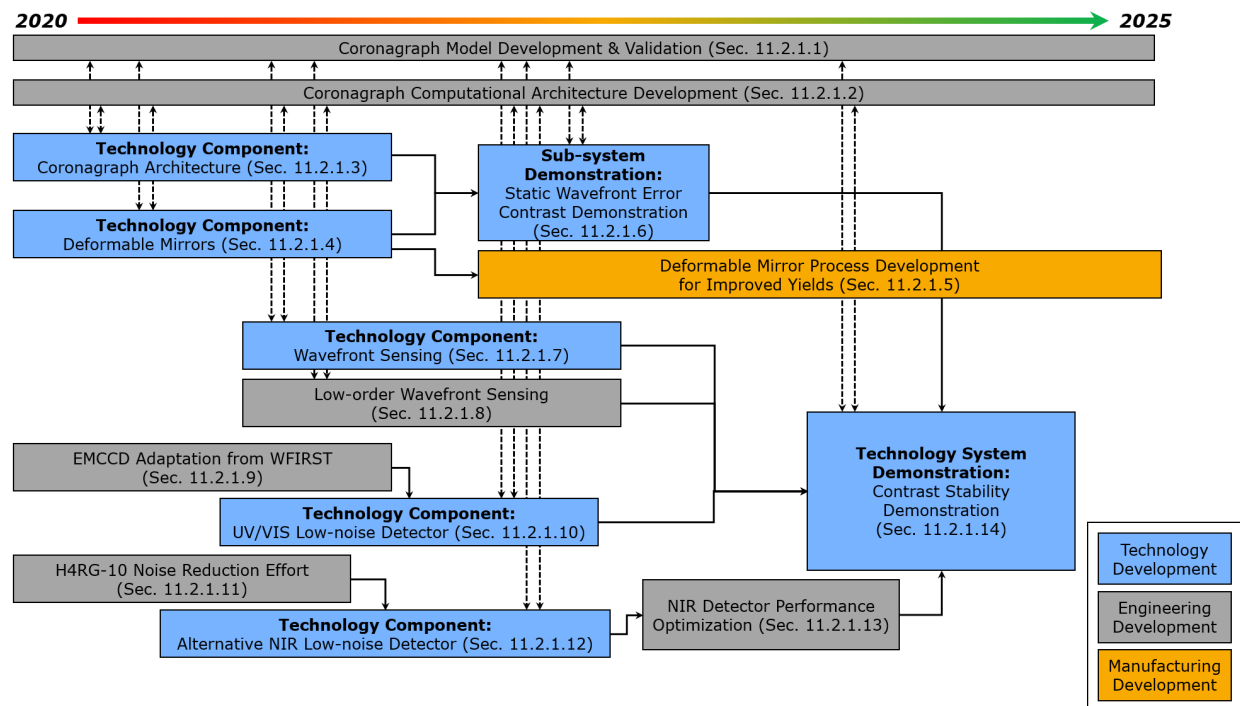 2020
2025
Coronagraph Model Development & Validation (Sec. 11.2.1.1)
Coronagraph Computational Architecture Development (Sec. 11.2.1.2)
Technology Component:
Coronagraph Architecture (Sec. 11.2.1.3)
Sub-system
Demonstration:
Static Wavefront Error
Contrast Demonstration
(Sec. 11.2.1.6)
Technology Component:
Deformable Mirrors (Sec. 11.2.1.4)
Deformable Mirror Process Development
for Improved Yields (Sec. 11.2.1.5)
Technology Component:
Wavefront Sensing (Sec. 11.2.1.7)
Low-order Wavefront Sensing
(Sec. 11.2.1.8)
EMCCD Adaptation from WFIRST
(Sec. 11.2.1.9)
Technology Component:
UV/VIS Low-noise Detector (Sec. 11.2.1.10)
Technology System
Demonstration:
Contrast Stability
Demonstration
(Sec. 11.2.1.14)
H4RG-10 Noise Reduction Effort
(Sec. 11.2.1.11)
Technology Component:
Alternative NIR Low-noise Detector (Sec. 11.2.1.12)
NIR Detector Performance
Optimization (Sec. 11.2.1.13)
Technology
Development
Engineering
Development
Manufacturing
Development